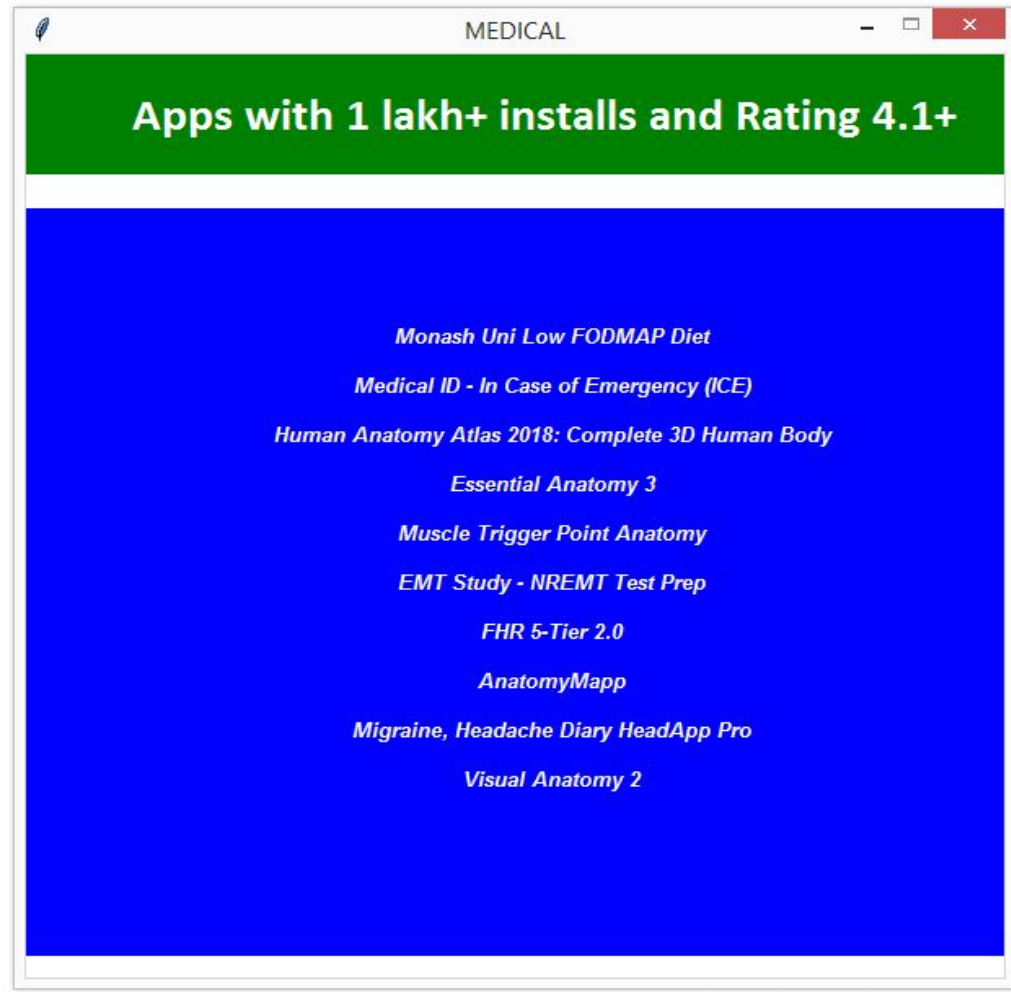 MEDICAL
Apps with 1 lakh+ installs and Rating 4.1+
Monash Uni Low FODMAP Diet
Medical ID - In Case of Emergency (ICE)
Human Anatomy Atlas 2018: Complete 3D Human Body
Essential Anatomy 3
Muscle Trigger Point Anatomy
EMT Study - NREMT Test Prep
FHR 5-Tier 2.0
AnatomyMapp
Migraine, Headache Diary HeadApp Pro
Visual Anatomy 2